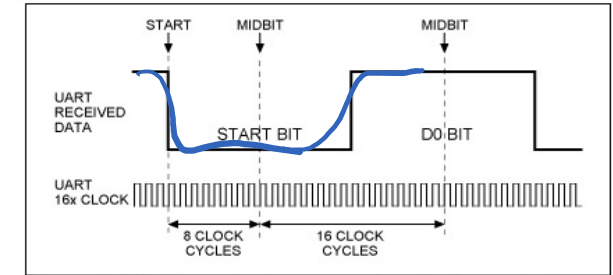 START MIDBIT MIDBIT
UART
RECEIVED
DATA
START BIT D0 BIT
UART
16x CLOCK
8 CLOCK
CYCLES
16 CLOCK
CYCLES